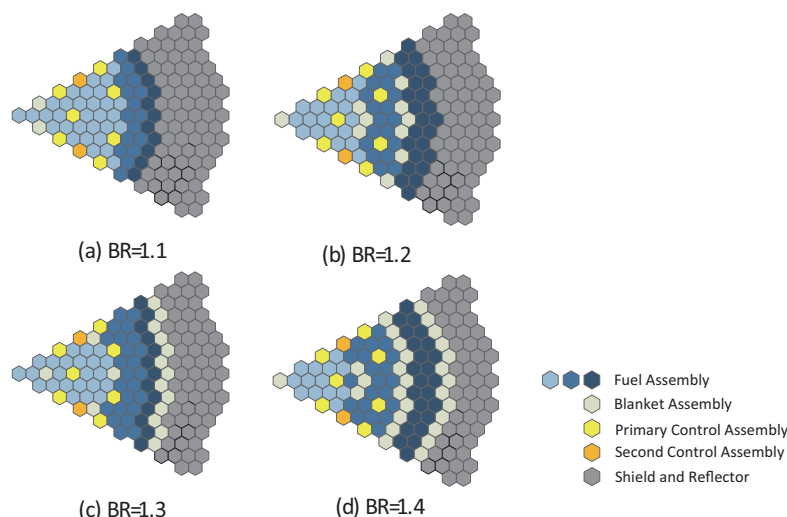 (a) BR=1.1
(b) BR=1.2
(c) BR=1.3
(d) BR=1.4
Fuel Assembly
Blanket Assembly
Primary Control Assembly
Second Control Assembly
Shield and Reflector